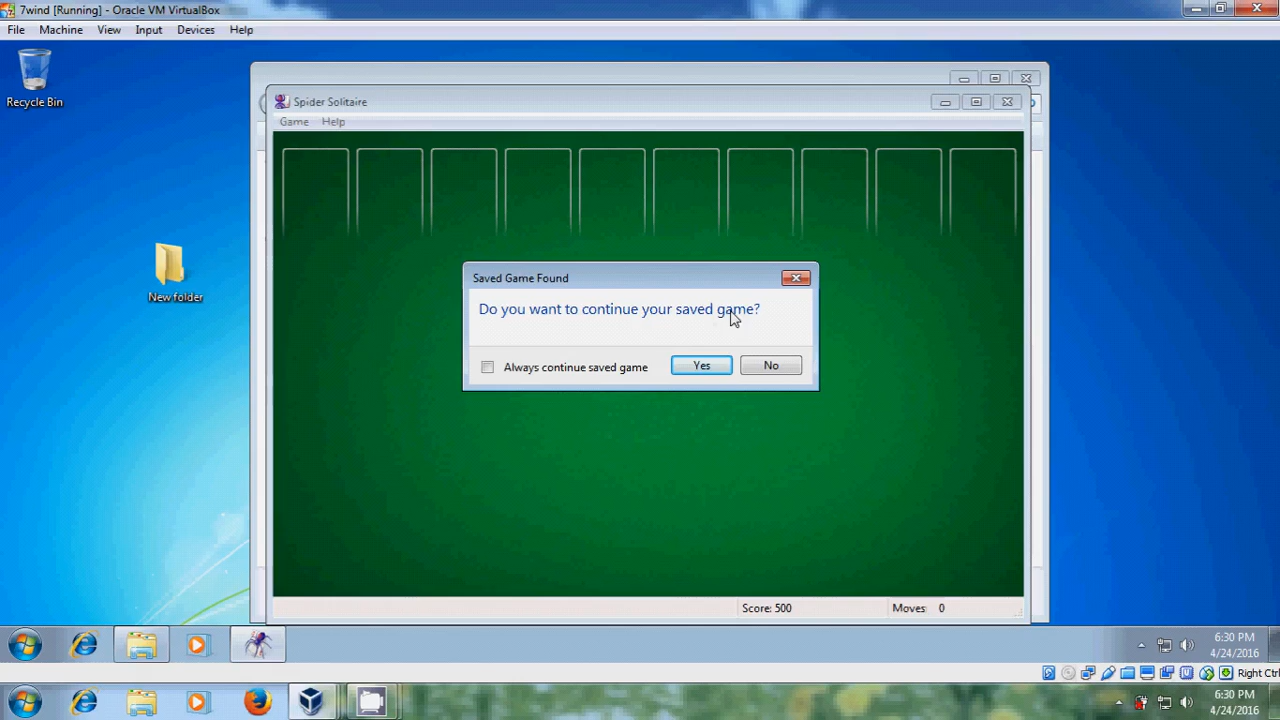 7wind [Running] - Oracle VM VirtualBox
File Machine View Input Devices Help
Recycle Bin
Spider Solitaire
Game Help
Saved Game Found
Do you want to continue your saved game?
Always continue saved game
Yes
No
New folder
Score: 500
Moves: 0
6:30 PM
4/24/2016
Right Ctrl
6:30 PM
4/24/2016